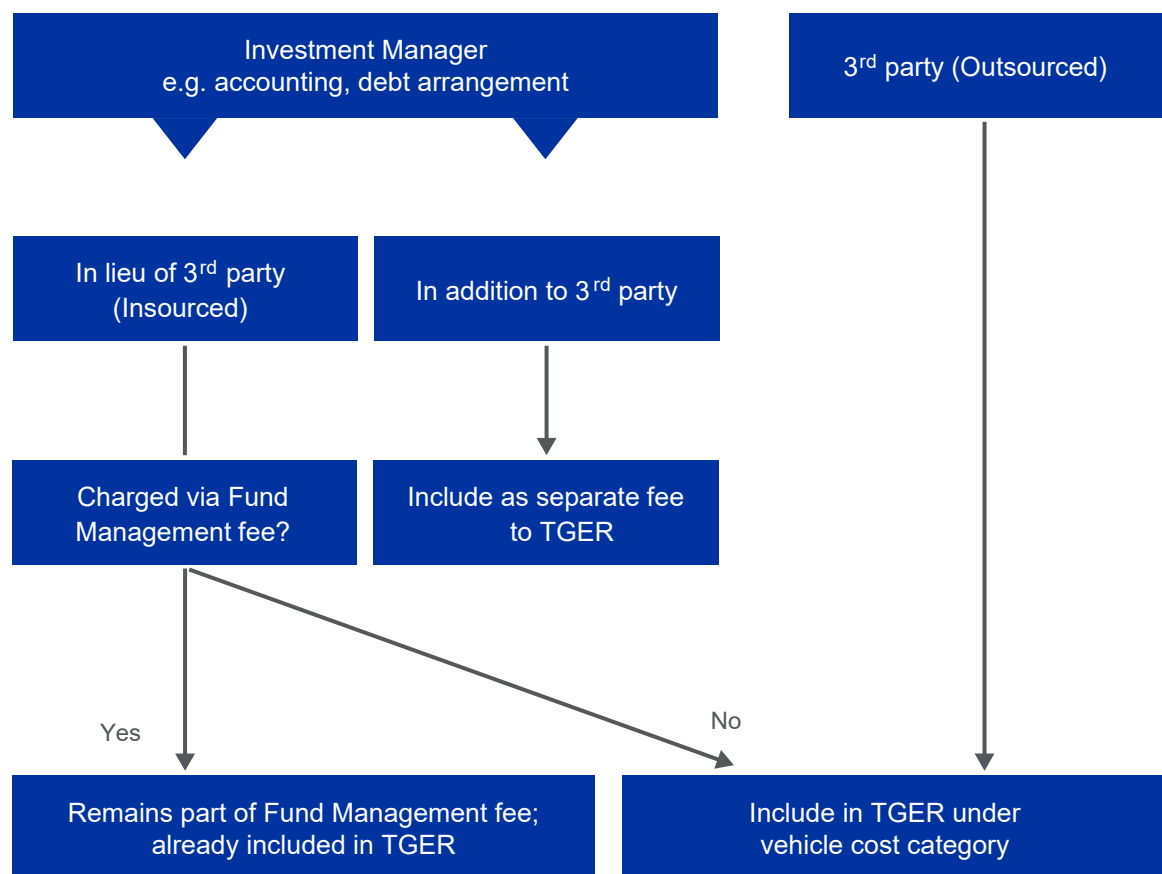 Investment Manager
e.g. accounting, debt arrangement
3rd party (Outsourced)
In lieu of 3rd party
(Insourced)
In addition to 3rd party
Charged via Fund
Management fee?
Include as separate fee
to TGER
Yes
No
Remains part of Fund Management fee;
already included in TGER
Include in TGER under
vehicle cost category